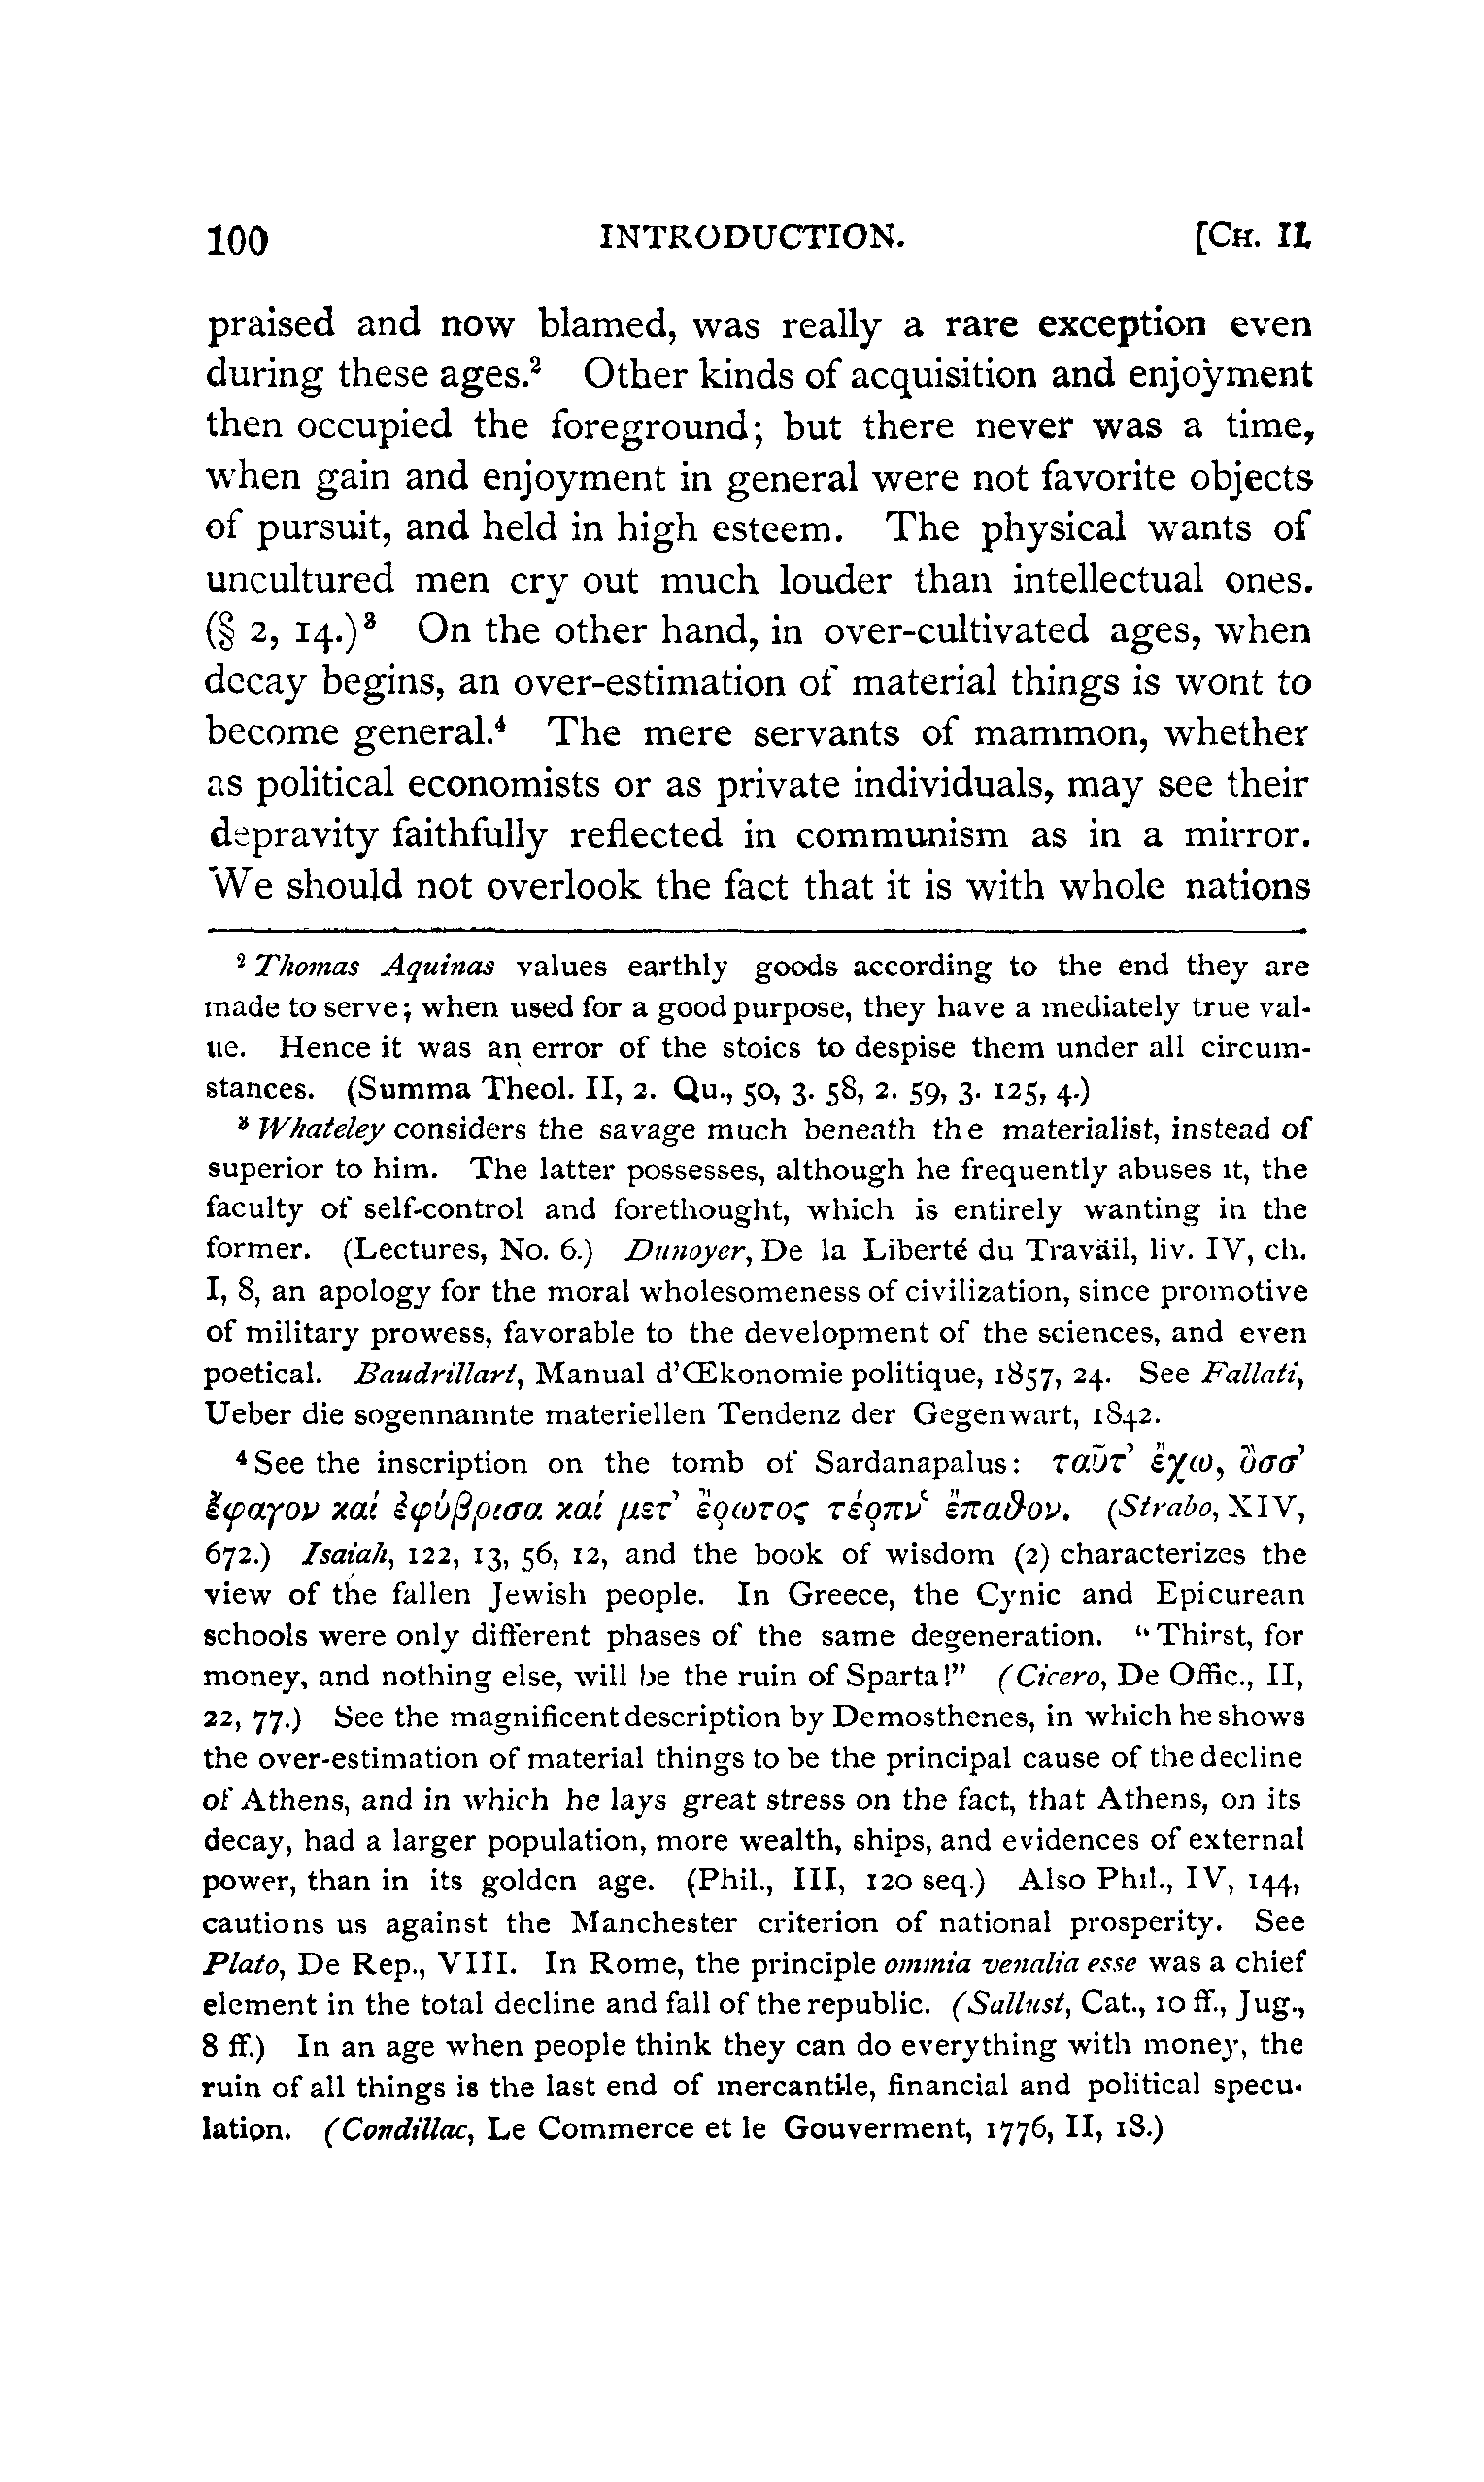 100 INTRODUCTION. [CH. II.
praised and now blamed, was really a rare exception even
during these ages.² Other kinds of acquisition and enjoyment
then occupied the foreground; but there never was a time,
when gain and enjoyment in general were not favorite objects
of pursuit, and held in high esteem. The physical wants of
uncultured men cry out much louder than intellectual ones.
(§ 2, 14.)³ On the other hand, in over-cultivated ages, when
decay begins, an over-estimation of material things is wont to
become general.⁴ The mere servants of mammon, whether
as political economists or as private individuals, may see their
depravity faithfully reflected in communism as in a mirror.
We should not overlook the fact that it is with whole nations
² Thomas Aquinas values earthly goods according to the end they are
made to serve; when used for a good purpose, they have a mediately true val-
ue. Hence it was an error of the stoics to despise them under all circum-
stances. (Summa Theol. II, 2. Qu., 50, 3. 58, 2. 59, 3. 125, 4.)
³ Whateley considers the savage much beneath the materialist, instead of
superior to him. The latter possesses, although he frequently abuses it, the
faculty of self-control and forethought, which is entirely wanting in the
former. (Lectures, No. 6.) Dunoyer, De la Liberté du Traväil, liv. IV, ch.
I, 8, an apology for the moral wholesomeness of civilization, since promotive
of military prowess, favorable to the development of the sciences, and even
poetical. Baudrillart, Manual d'Œkonomie politique, 1857, 24. See Fallati,
Ueber die sogennannte materiellen Tendenz der Gegenwart, 1842.
⁴ See the inscription on the tomb of Sardanapalus: ταῦτ' ἔχω, ὅσσ'
ἔφαγον καί ἐφύβρισα καί μετ' ἔρωτος τέρπν' ἔπαθον. (Strabo, XIV,
672.) Isaiah, 122, 13, 56, 12, and the book of wisdom (2) characterizes the
view of the fallen Jewish people. In Greece, the Cynic and Epicurean
schools were only different phases of the same degeneration. "Thirst, for
money, and nothing else, will be the ruin of Sparta!" (Cicero, De Offic., II,
22, 77.) See the magnificent description by Demosthenes, in which he shows
the over-estimation of material things to be the principal cause of the decline
of Athens, and in which he lays great stress on the fact, that Athens, on its
decay, had a larger population, more wealth, ships, and evidences of external
power, than in its golden age. (Phil., III, 120 seq.) Also Phil., IV, 144,
cautions us against the Manchester criterion of national prosperity. See
Plato, De Rep., VIII. In Rome, the principle omnia venalia esse was a chief
element in the total decline and fall of the republic. (Sallust, Cat., 10 ff., Jug.,
8 ff.) In an age when people think they can do everything with money, the
ruin of all things is the last end of mercantile, financial and political specu-
lation. (Condillac, Le Commerce et le Gouverment, 1776, II, 18.)